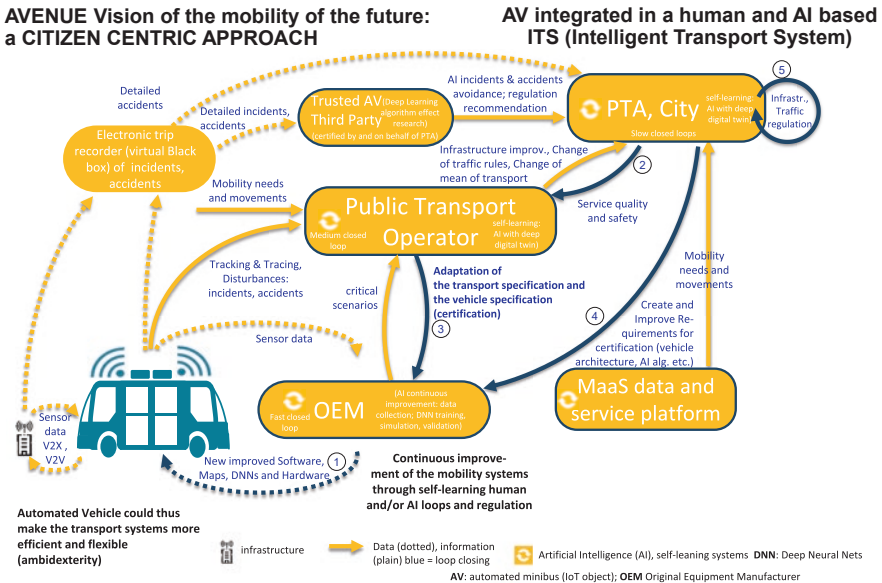 AVENUE Vision of the mobility of the future:
a CITIZEN CENTRIC APPROACH
AV integrated in a human and AI based
ITS (Intelligent Transport System)
Detailed
accidents
Detailed incidents,
accidents
Electronic trip
recorder (virtual Black
box) of incidents,
accidents
Trusted AV (Deep Learning
Third Party algorithm effect
research)
(certified by and on behalf of PTA)
AI incidents & accidents
avoidance; regulation
recommendation
PTA, City
self-learning:
AI with deep
digital twin)
Slow closed loops
5
Infrastr.,
Traffic
regulation
Infrastructure improv., Change
of traffic rules, Change of
mean of transport
2
Service quality
and safety
Mobility needs
and movements
Public Transport
Operator
Medium closed
loop
self-learning:
AI with deep
digital twin)
Tracking & Tracing,
Disturbances:
incidents, accidents
critical
scenarios
Adaptation of
the transport specification and
the vehicle specification
(certification)
3
4
Mobility
needs and
movements
Create and
Improve Re-
quirements for
certification (vehicle
architecture, AI alg. etc.)
Sensor data
OEM
Fast closed
loop
(AI continuous
improvement: data
collection; DNN training,
simulation, validation)
MaaS data and
service platform
Sensor
data
V2X ,
V2V
New improved Software,
Maps, DNNs and Hardware
1
Continuous improve-
ment of the mobility systems
through self-learning human
and/or AI loops and regulation
Automated Vehicle could thus
make the transport systems more
efficient and flexible
(ambidexterity)
infrastructure
Data (dotted), information
(plain) blue = loop closing
Artificial Intelligence (AI), self-leaning systems DNN: Deep Neural Nets
AV: automated minibus (IoT object); OEM Original Equipment Manufacturer